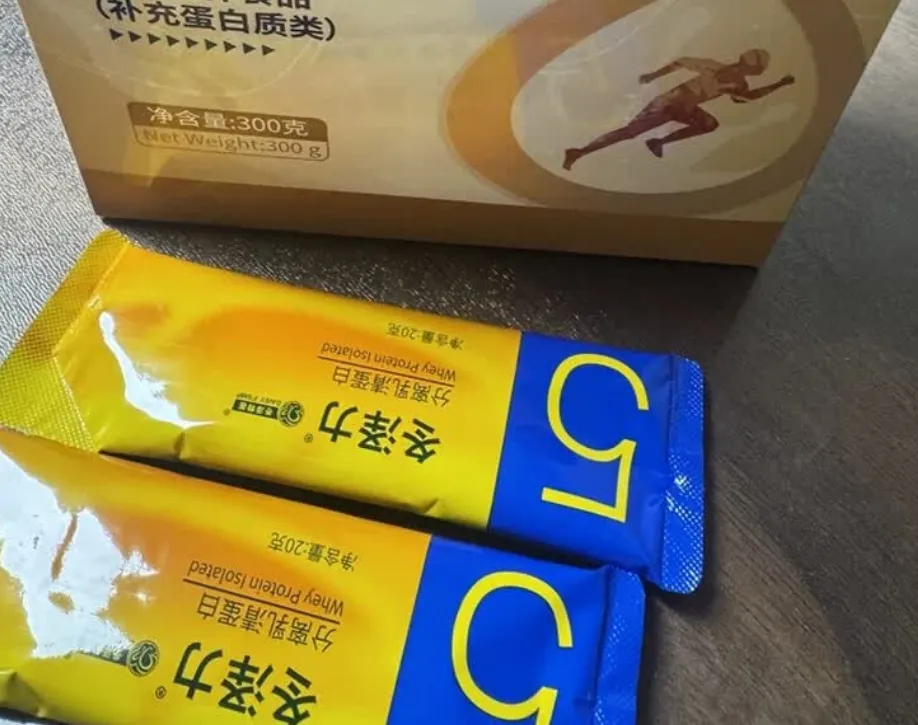 (补充蛋白质类)
净含量:300克
Net Weight:300 g
5
冬泽力®
分离乳清蛋白
Whey Protein Isolated
净含量:20克
5
冬泽力®
分离乳清蛋白
Whey Protein Isolated
净含量:20克